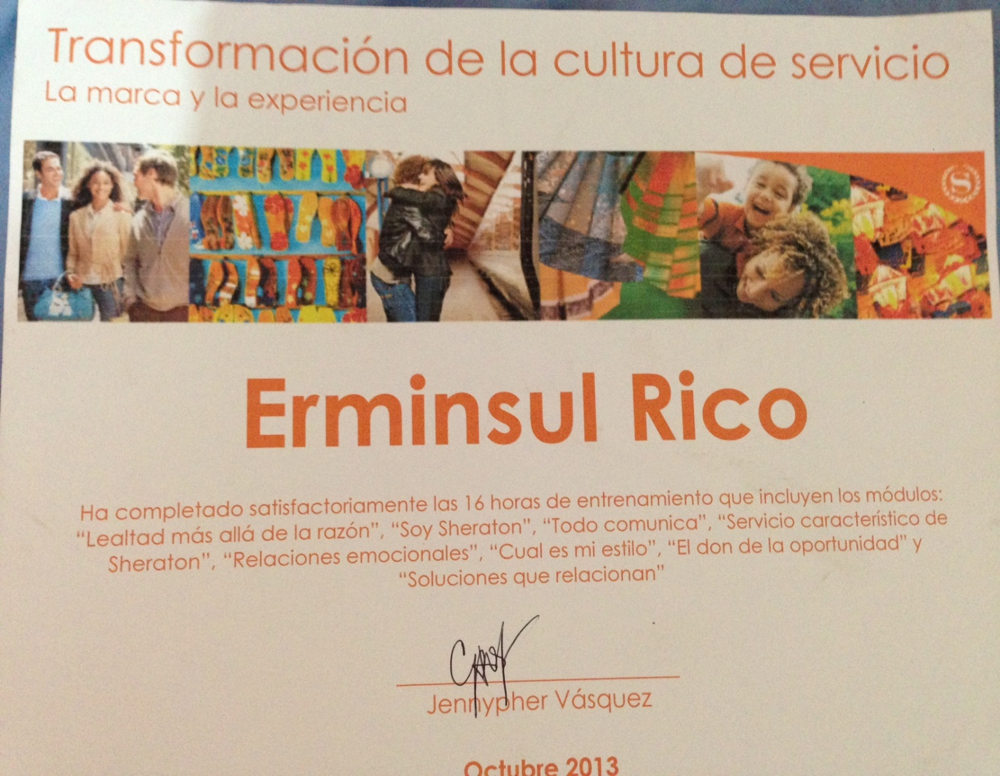 Transformación de la cultura de servicio
La marca y la experiencia
S
Erminsul Rico
Ha completado satisfactoriamente las 16 horas de entrenamiento que incluyen los módulos:
“Lealtad más allá de la razón”, “Soy Sheraton”, “Todo comunica”, “Servicio característico de
Sheraton”, “Relaciones emocionales”, “Cual es mi estilo”, “El don de la oportunidad” y
“Soluciones que relacionan”
Jennypher Vásquez
Octubre 2013